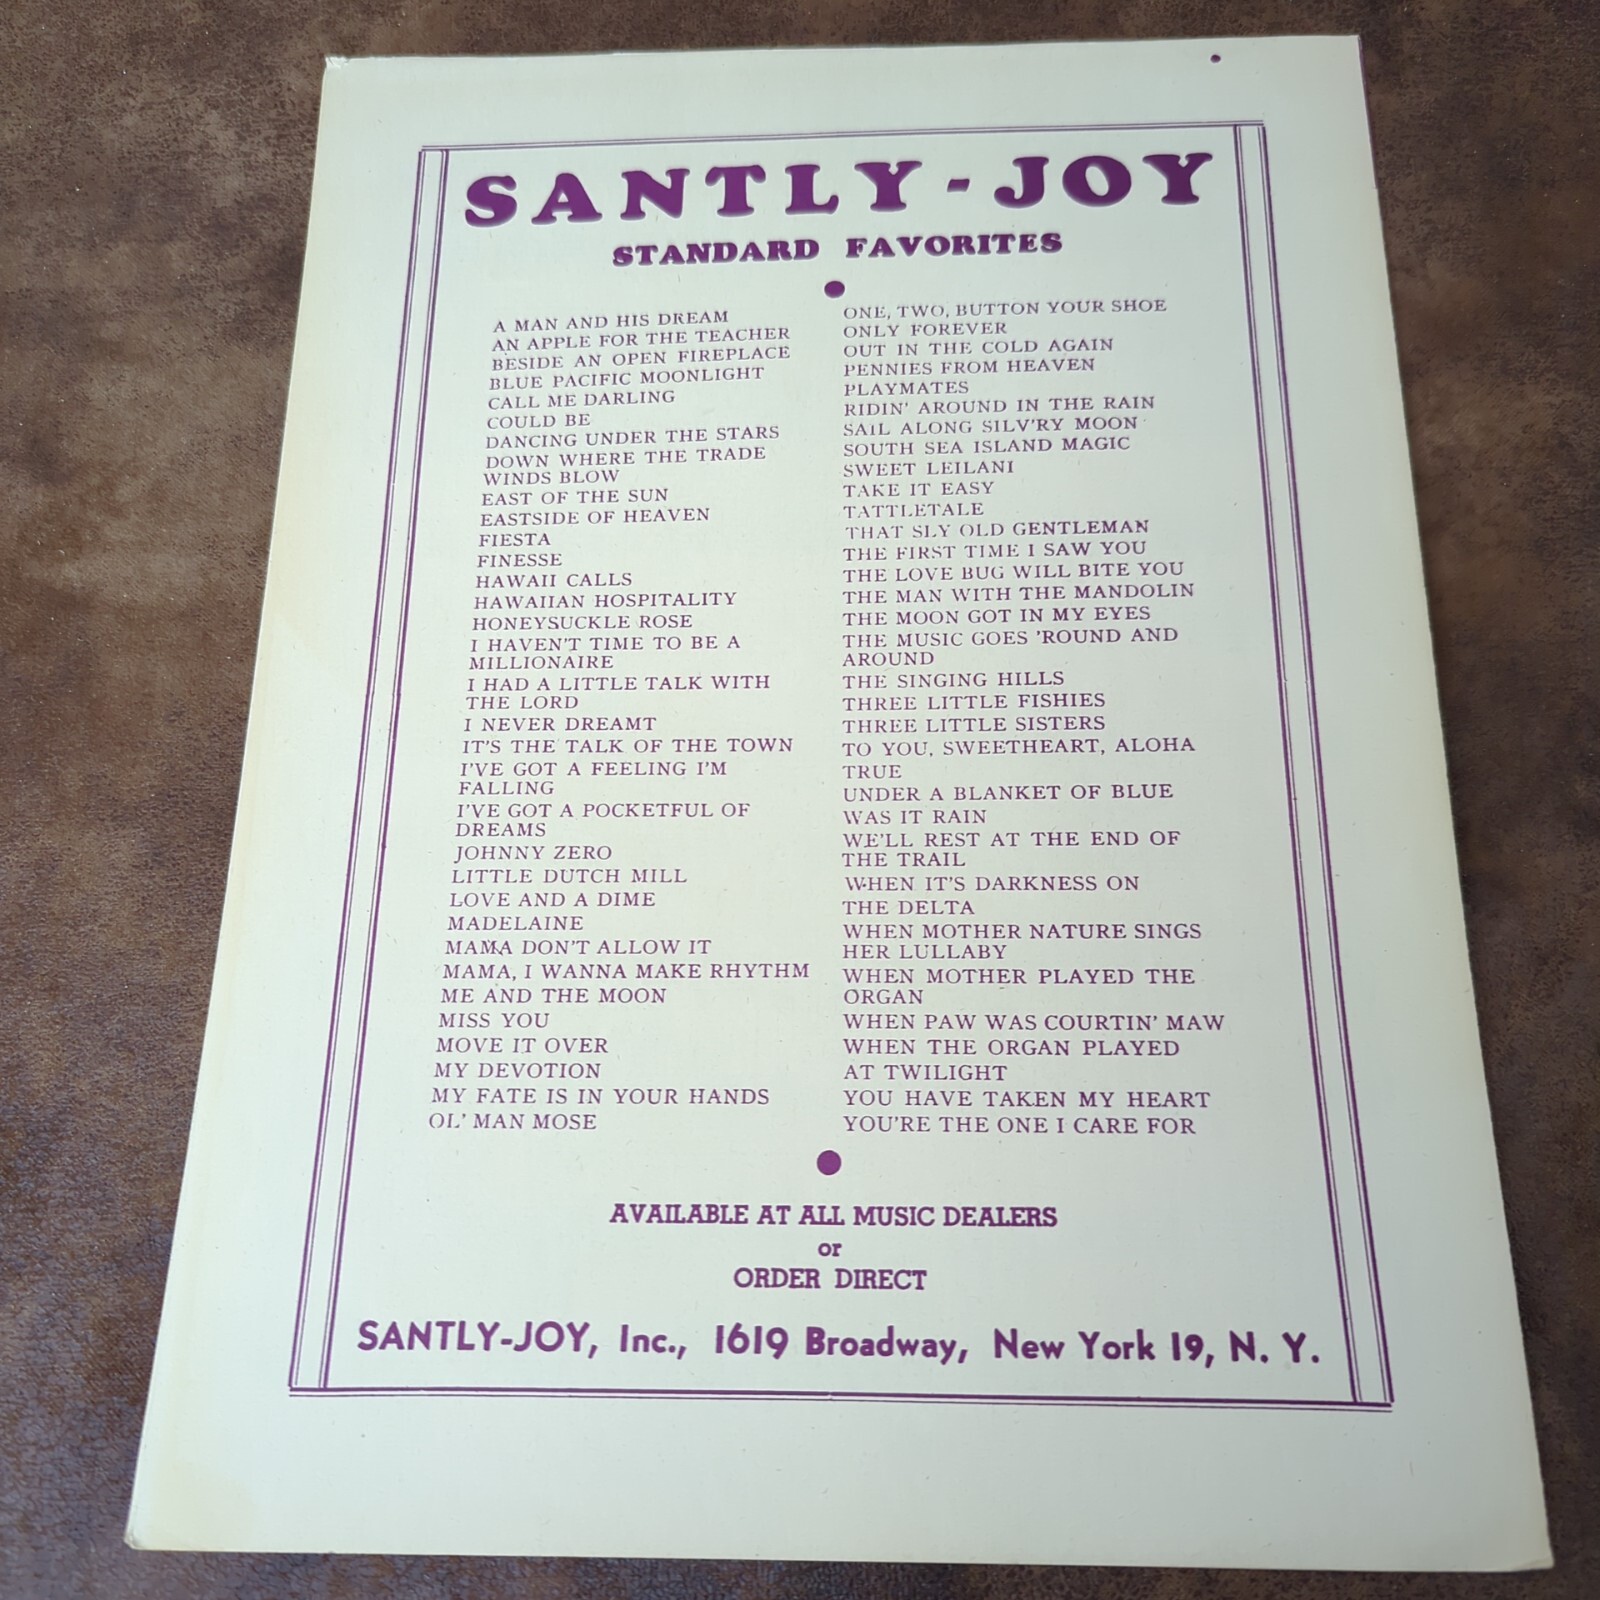 SANTLY-JOY
STANDARD FAVORITES
A MAN AND HIS DREAM
AN APPLE FOR THE TEACHER
BESIDE AN OPEN FIREPLACE
BLUE PACIFIC MOONLIGHT
CALL ME DARLING
COULD BE
DANCING UNDER THE STARS
DOWN WHERE THE TRADE
WINDS BLOW
EAST OF THE SUN
EASTSIDE OF HEAVEN
FIESTA
FINESSE
HAWAII CALLS
HAWAIIAN HOSPITALITY
HONEYSUCKLE ROSE
I HAVEN'T TIME TO BE A
MILLIONAIRE
I HAD A LITTLE TALK WITH
THE LORD
I NEVER DREAMT
IT'S THE TALK OF THE TOWN
I'VE GOT A FEELING I'M
FALLING
I'VE GOT A POCKETFUL OF
DREAMS
JOHNNY ZERO
LITTLE DUTCH MILL
LOVE AND A DIME
MADELAINE
MAMA DON'T ALLOW IT
MAMA, I WANNA MAKE RHYTHM
ME AND THE MOON
MISS YOU
MOVE IT OVER
MY DEVOTION
MY FATE IS IN YOUR HANDS
OL' MAN MOSE
ONE, TWO, BUTTON YOUR SHOE
ONLY FOREVER
OUT IN THE COLD AGAIN
PENNIES FROM HEAVEN
PLAYMATES
RIDIN' AROUND IN THE RAIN
SAIL ALONG SILV'RY MOON
SOUTH SEA ISLAND MAGIC
SWEET LEILANI
TAKE IT EASY
TATTLETALE
THAT SLY OLD GENTLEMAN
THE FIRST TIME I SAW YOU
THE LOVE BUG WILL BITE YOU
THE MAN WITH THE MANDOLIN
THE MOON GOT IN MY EYES
THE MUSIC GOES 'ROUND AND
AROUND
THE SINGING HILLS
THREE LITTLE FISHIES
THREE LITTLE SISTERS
TO YOU, SWEETHEART, ALOHA
TRUE
UNDER A BLANKET OF BLUE
WAS IT RAIN
WE'LL REST AT THE END OF
THE TRAIL
WHEN IT'S DARKNESS ON
THE DELTA
WHEN MOTHER NATURE SINGS
HER LULLABY
WHEN MOTHER PLAYED THE
ORGAN
WHEN PAW WAS COURTIN' MAW
WHEN THE ORGAN PLAYED
AT TWILIGHT
YOU HAVE TAKEN MY HEART
YOU'RE THE ONE I CARE FOR
AVAILABLE AT ALL MUSIC DEALERS
or
ORDER DIRECT
SANTLY-JOY, Inc., 1619 Broadway, New York 19, N. Y.